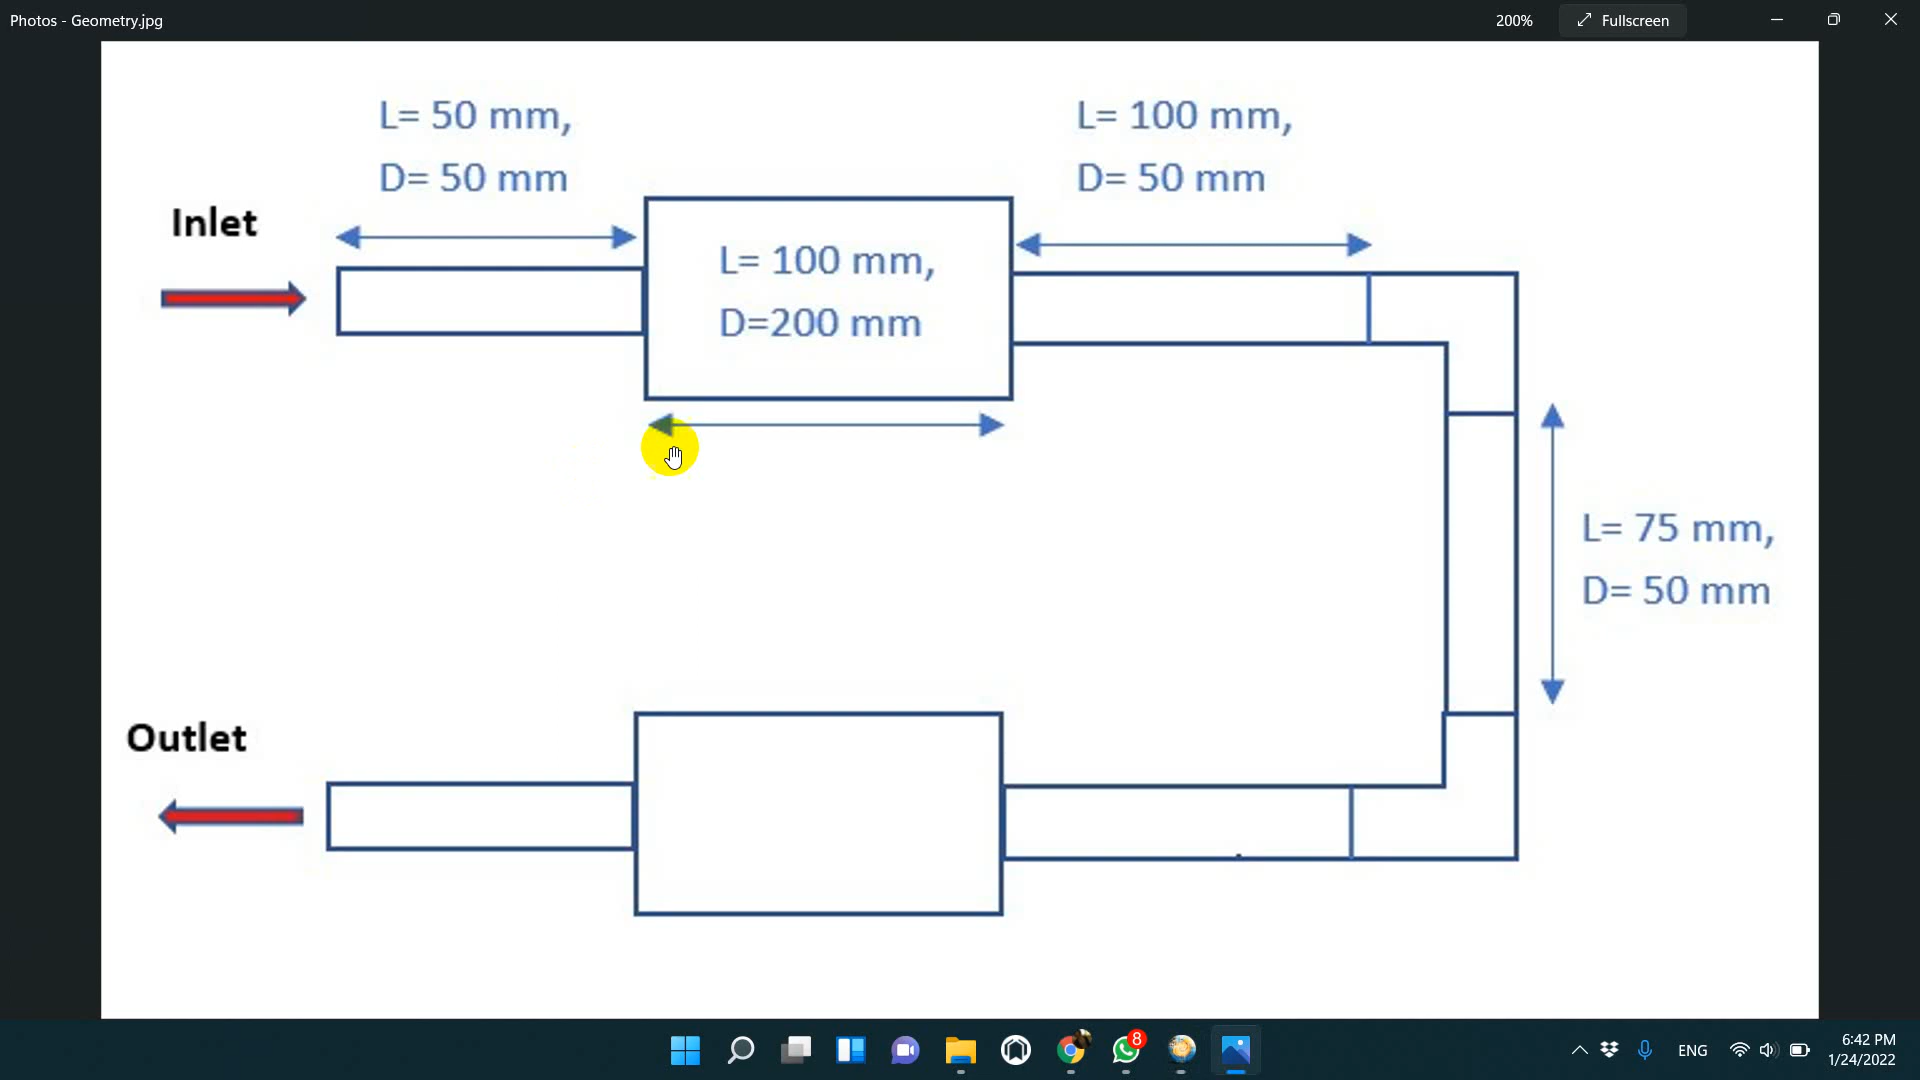 Photos - Geometry.jpg
200%
Fullscreen
L= 50 mm,
D= 50 mm
L= 100 mm,
D= 50 mm
Inlet
L= 100 mm,
D=200 mm
L= 75 mm,
D= 50 mm
Outlet
8
ENG
6:42 PM
1/24/2022